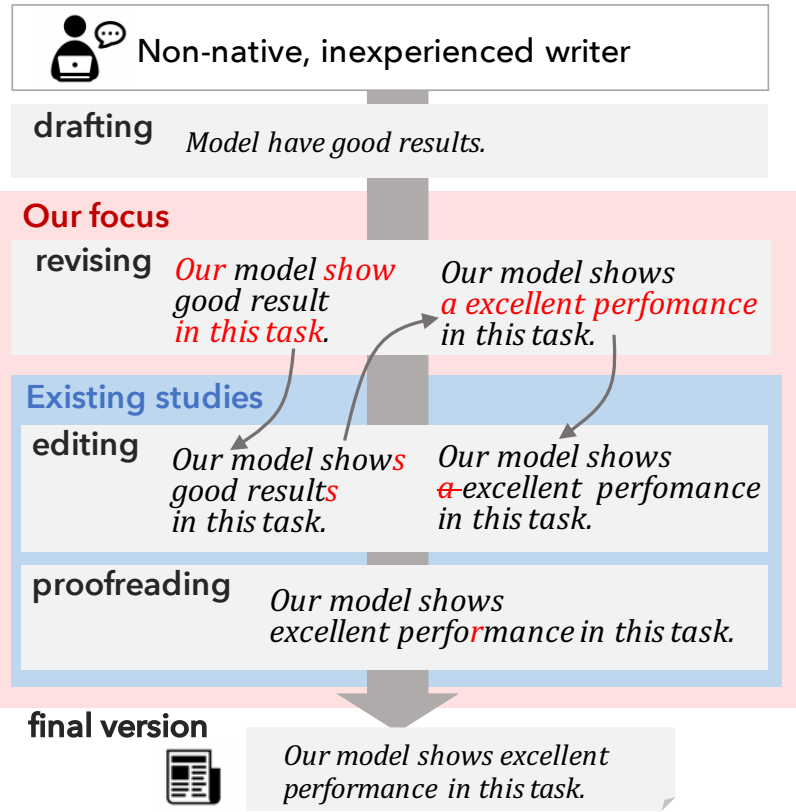 Non-native, inexperienced writer
drafting
Model have good results.
Our focus
revising
Our model show
good result
in this task.
Our model shows
a excellent perfomance
in this task.
Existing studies
editing
Our model shows
good results
in this task.
Our model shows
a excellent perfomance
in this task.
proofreading
Our model shows
excellent performance in this task.
final version
Our model shows excellent
performance in this task.